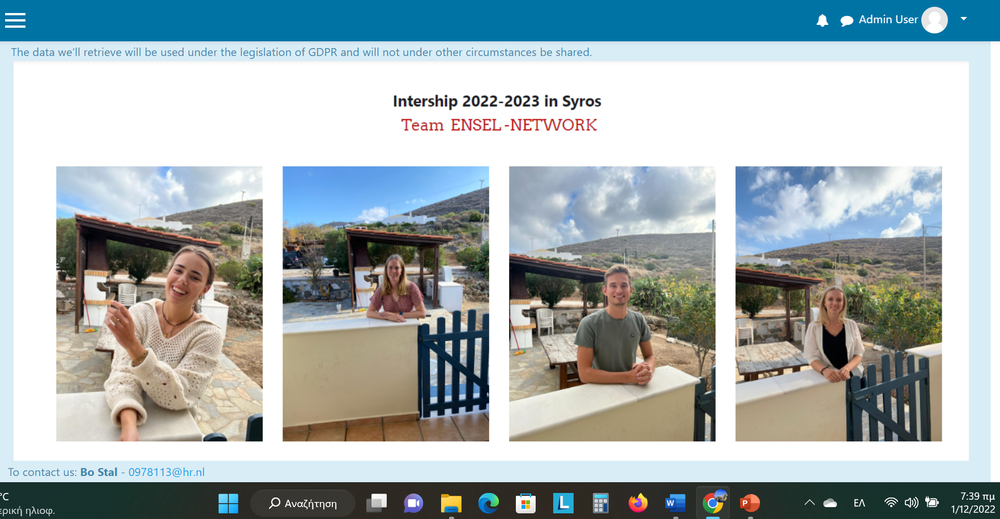 Admin User
The data we'll retrieve will be used under the legislation of GDPR and will not under other circumstances be shared.
Intership 2022-2023 in Syros
Team ENSEL-NETWORK
To contact us: Bo Stal - 0978113@hr.nl
°C
ερική ηλιοφ.
Αναζήτηση
L
W
P
ΕΛ
7:39 πμ
1/12/2022